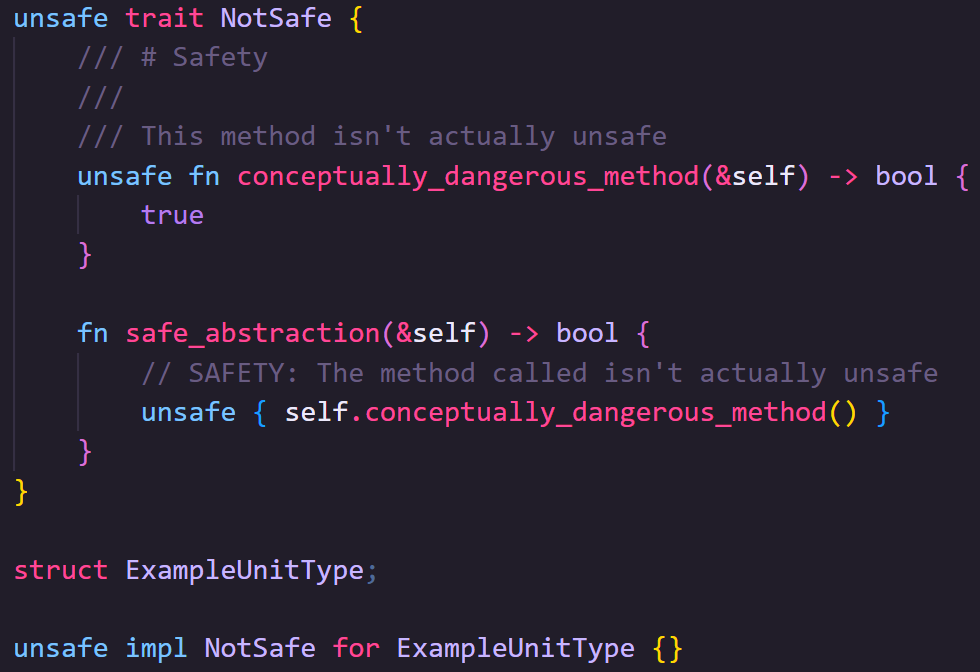 unsafe trait NotSafe {
    /// # Safety
    ///
    /// This method isn't actually unsafe
    unsafe fn conceptually_dangerous_method(&self) -> bool {
        true
    }

    fn safe_abstraction(&self) -> bool {
        // SAFETY: The method called isn't actually unsafe
        unsafe { self.conceptually_dangerous_method() }
    }
}

struct ExampleUnitType;

unsafe impl NotSafe for ExampleUnitType {}